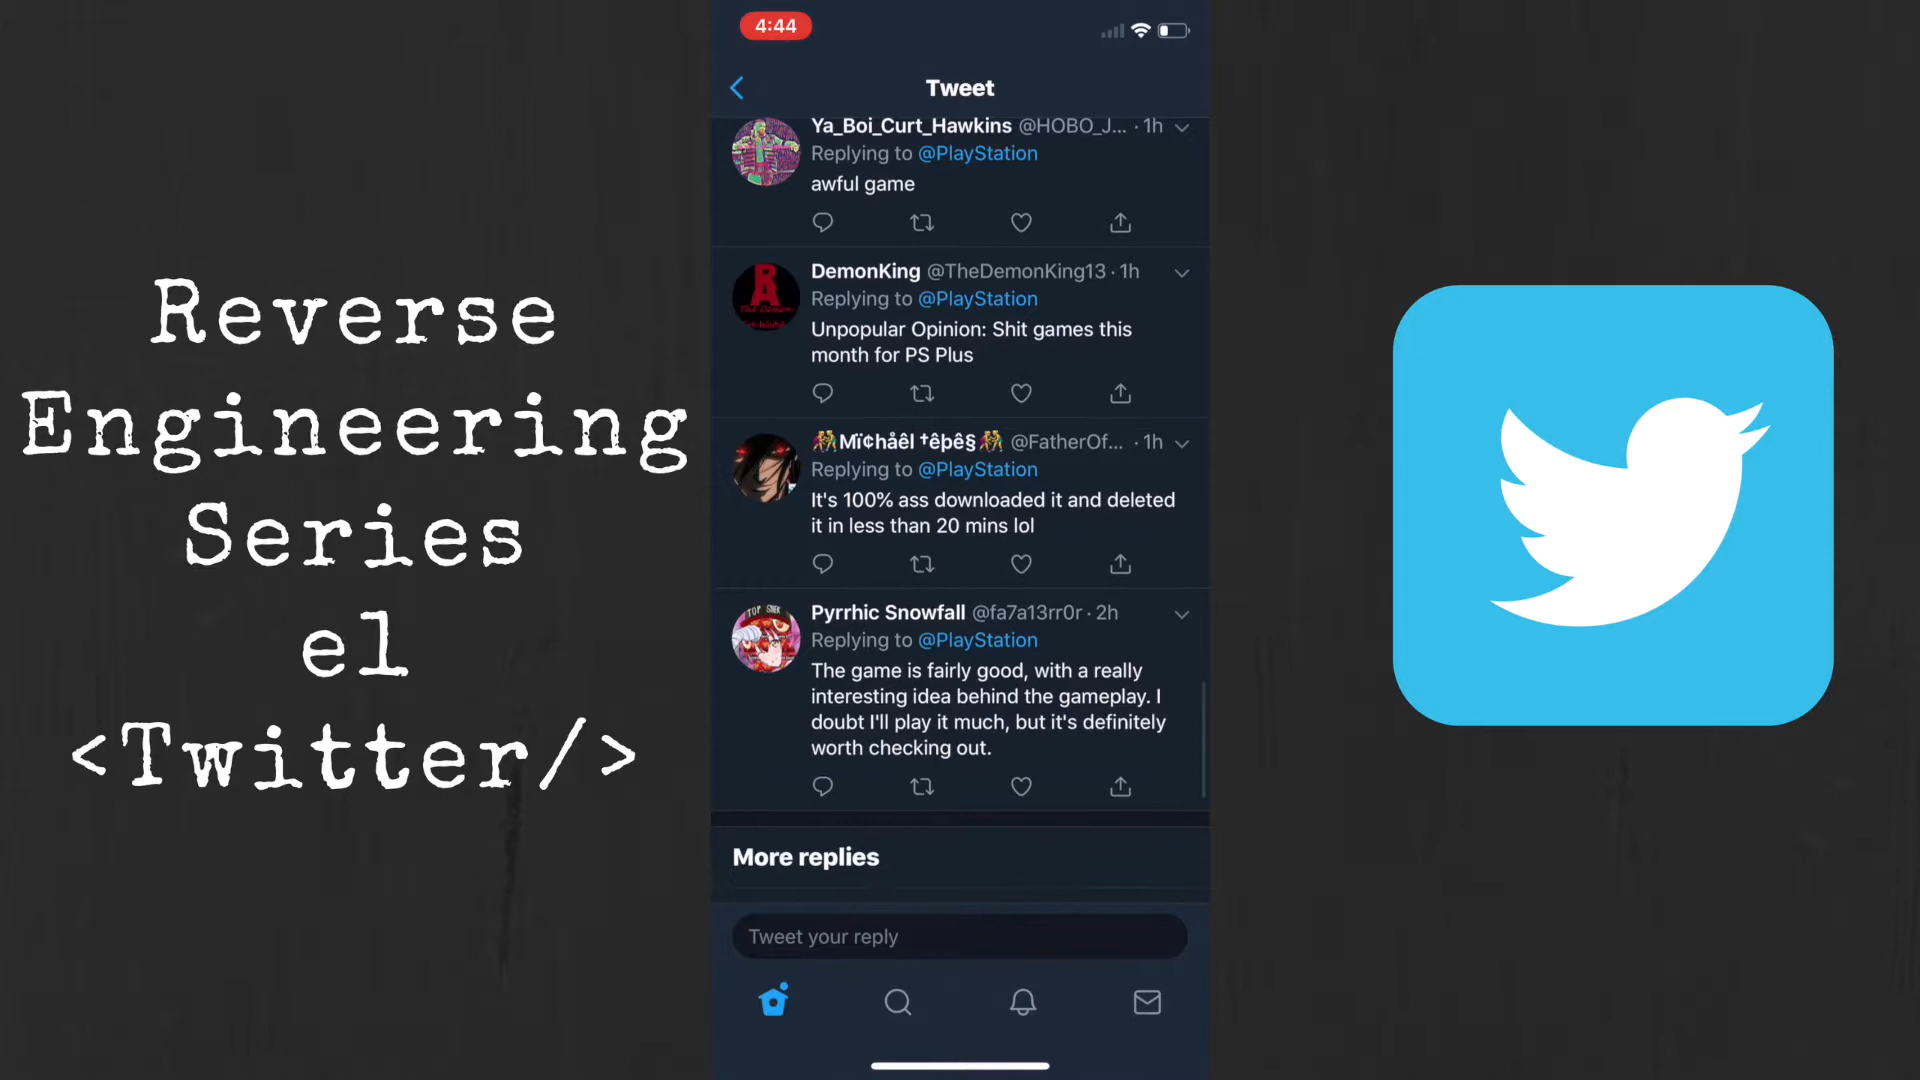 Reverse
Engineering
Series
el
<Twitter/>
4:44
Tweet
Ya_Boi_Curt_Hawkins @HOBO_J... · 1h
Replying to @PlayStation
awful game
DemonKing @TheDemonKing13 · 1h
Replying to @PlayStation
Unpopular Opinion: Shit games this
month for PS Plus
👯Mï¢håêl †êþê§👯 @FatherOf... · 1h
Replying to @PlayStation
It's 100% ass downloaded it and deleted
it in less than 20 mins lol
TOP SNEK
Pyrrhic Snowfall @fa7a13rr0r · 2h
Replying to @PlayStation
The game is fairly good, with a really
interesting idea behind the gameplay. I
doubt I'll play it much, but it's definitely
worth checking out.
More replies
Tweet your reply